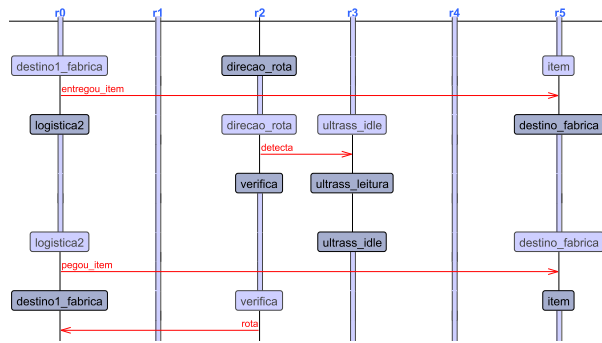 r0 r1 r2 r3 r4 r5
destino1_fabrica direcao_rota item
entregou_item
logistica2 direcao_rota ultrass_idle destino_fabrica
detecta
verifica ultrass_leitura
logistica2 ultrass_idle destino_fabrica
pegou_item
destino1_fabrica verifica item
rota